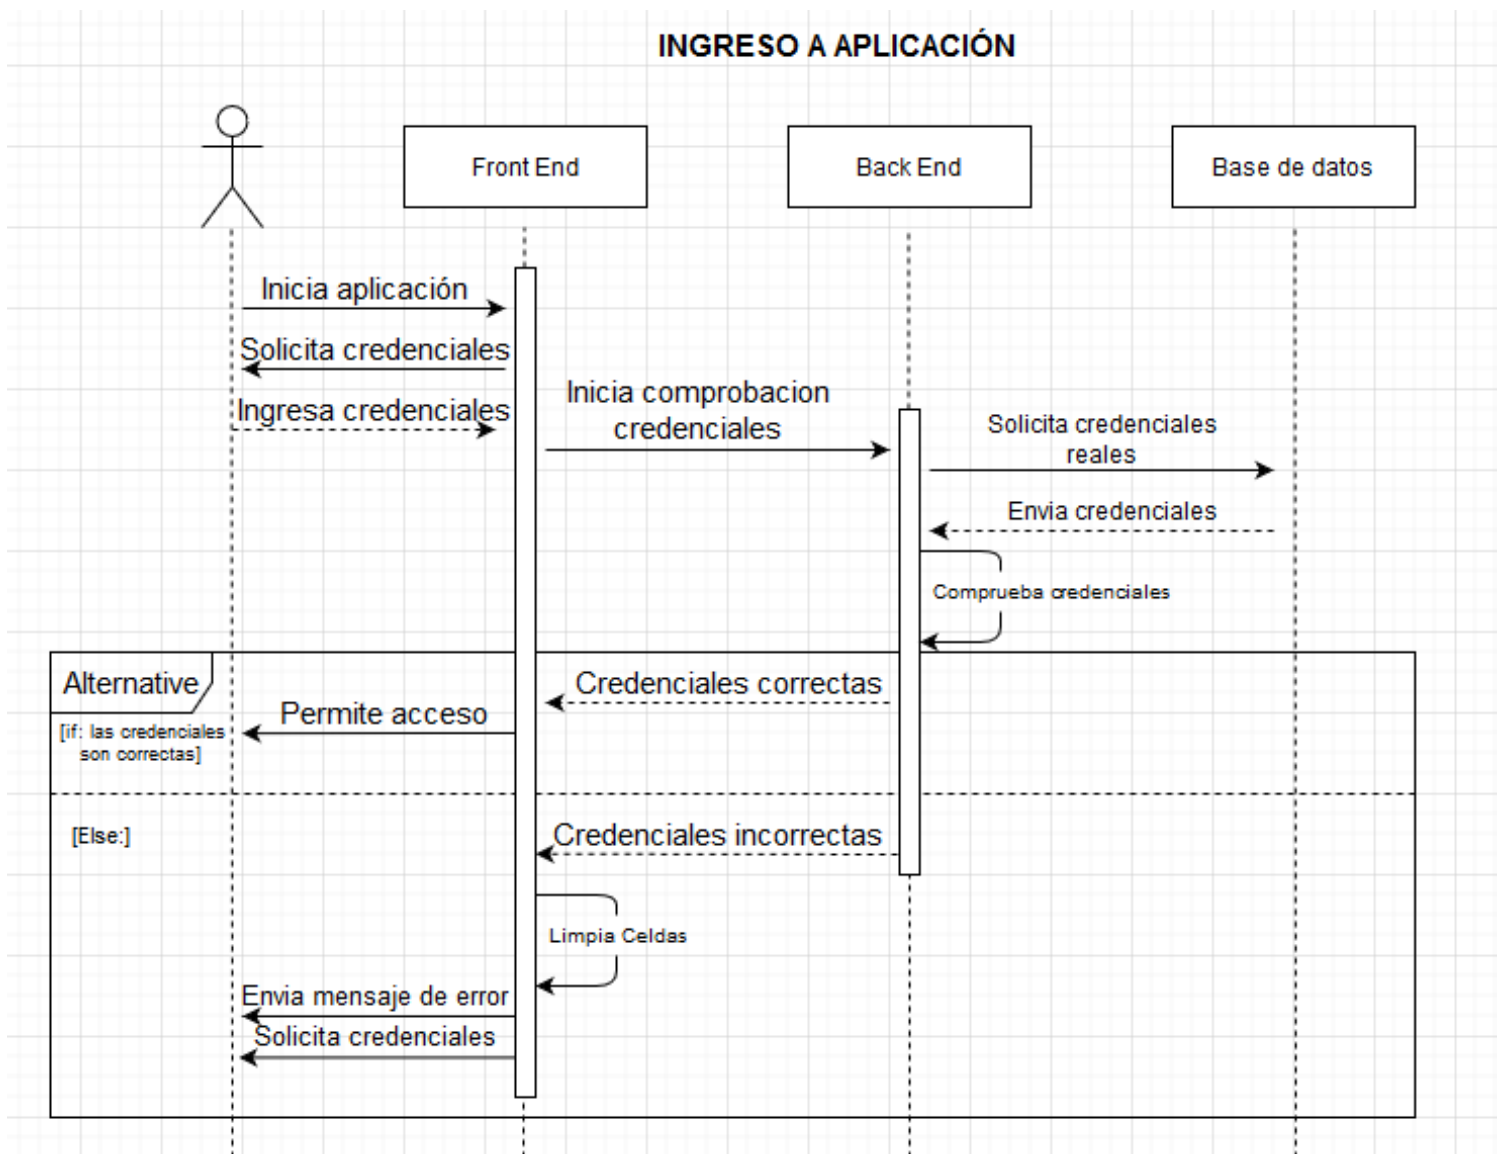 INGRESO A APLICACIÓN
Front End
Back End
Base de datos
Inicia aplicación
Solicita credenciales
Ingresa credenciales
Inicia comprobacion
credenciales
Solicita credenciales
reales
Envia credenciales
Comprueba credenciales
Alternative
[if: las credenciales
son correctas]
Credenciales correctas
Permite acceso
[Else:]
Credenciales incorrectas
Limpia Celdas
Envia mensaje de error
Solicita credenciales